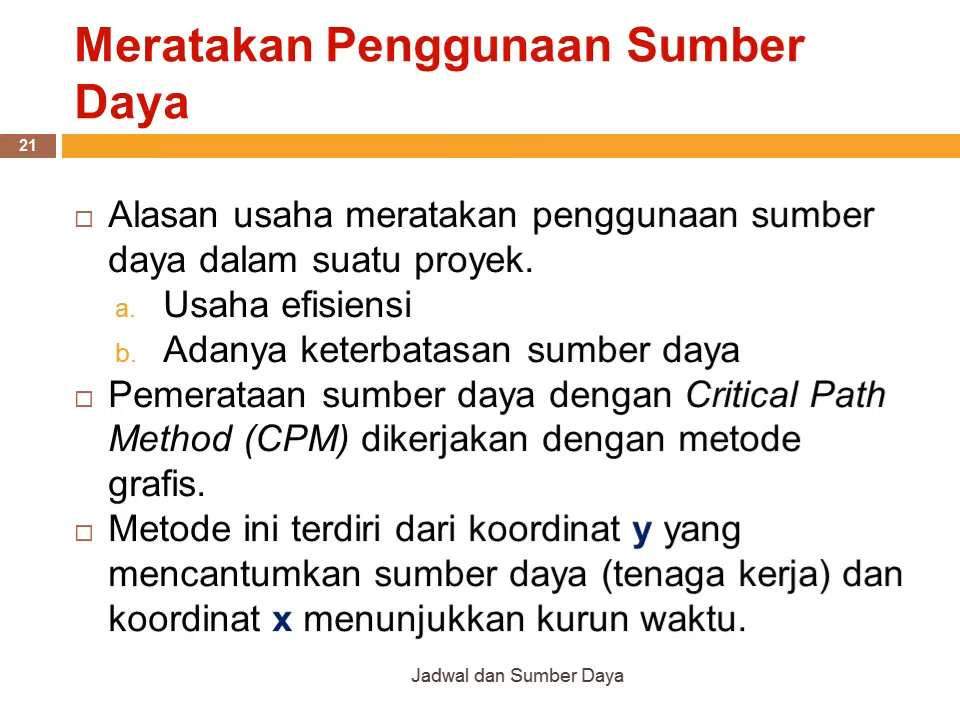 Meratakan Penggunaan Sumber
Daya
21
□ Alasan usaha meratakan penggunaan sumber
daya dalam suatu proyek.
a. Usaha efisiensi
b. Adanya keterbatasan sumber daya
□ Pemerataan sumber daya dengan Critical Path
Method (CPM) dikerjakan dengan metode
grafis.
□ Metode ini terdiri dari koordinat y yang
mencantumkan sumber daya (tenaga kerja) dan
koordinat x menunjukkan kurun waktu.
Jadwal dan Sumber Daya